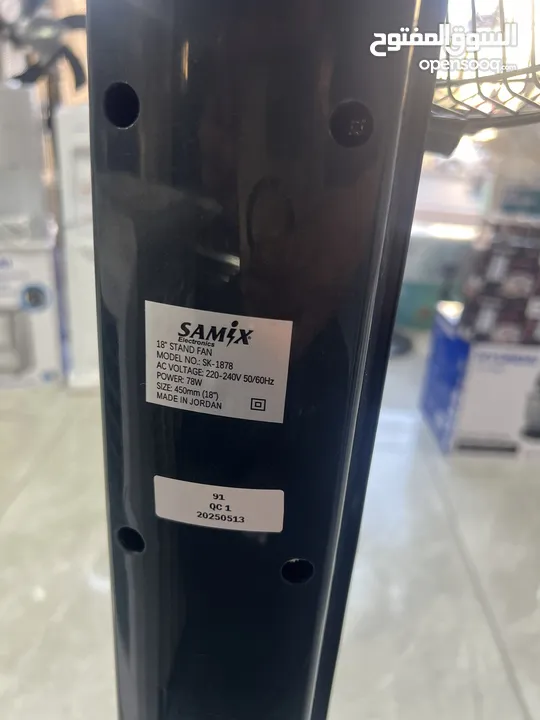 السوق المفتوح
opensooq.com
SAMiX
Electronics
18" STAND FAN
MODEL NO.: SK-1878
AC VOLTAGE: 220-240V 50/60Hz
POWER: 78W
SIZE: 450mm (18")
MADE IN JORDAN
91
QC 1
20250513